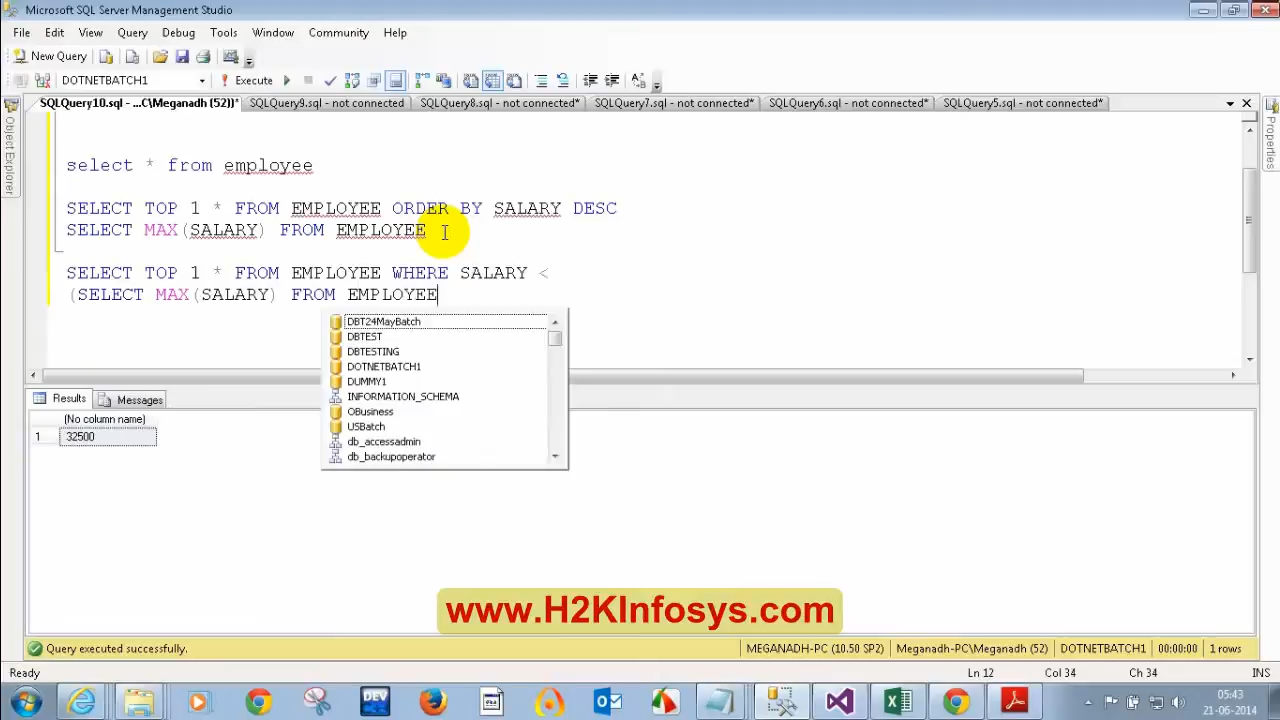 Microsoft SQL Server Management Studio
File Edit View Query Debug Tools Window Community Help
New Query
DOTNETBATCH1 Execute
SQLQuery10.sql - ...C\Meganadh (52))* SQLQuery9.sql - not connected SQLQuery8.sql - not connected* SQLQuery7.sql - not connected* SQLQuery6.sql - not connected* SQLQuery5.sql - not connected*
Object Explorer
Properties
select * from employee
SELECT TOP 1 * FROM EMPLOYEE ORDER BY SALARY DESC
SELECT MAX(SALARY) FROM EMPLOYEE
SELECT TOP 1 * FROM EMPLOYEE WHERE SALARY <
(SELECT MAX(SALARY) FROM EMPLOYEE
DBT24MayBatch
DBTEST
DBTESTING
DOTNETBATCH1
DUMMY1
INFORMATION_SCHEMA
OBusiness
USBatch
db_accessadmin
db_backupoperator
Results Messages
(No column name)
1 32500
www.H2KInfosys.com
Query executed successfully. MEGANADH-PC (10.50 SP2) Meganadh-PC\Meganadh (52) DOTNETBATCH1 00:00:00 1 rows
Ready Ln 12 Col 34 Ch 34 INS
DEV
05:43
21-06-2014